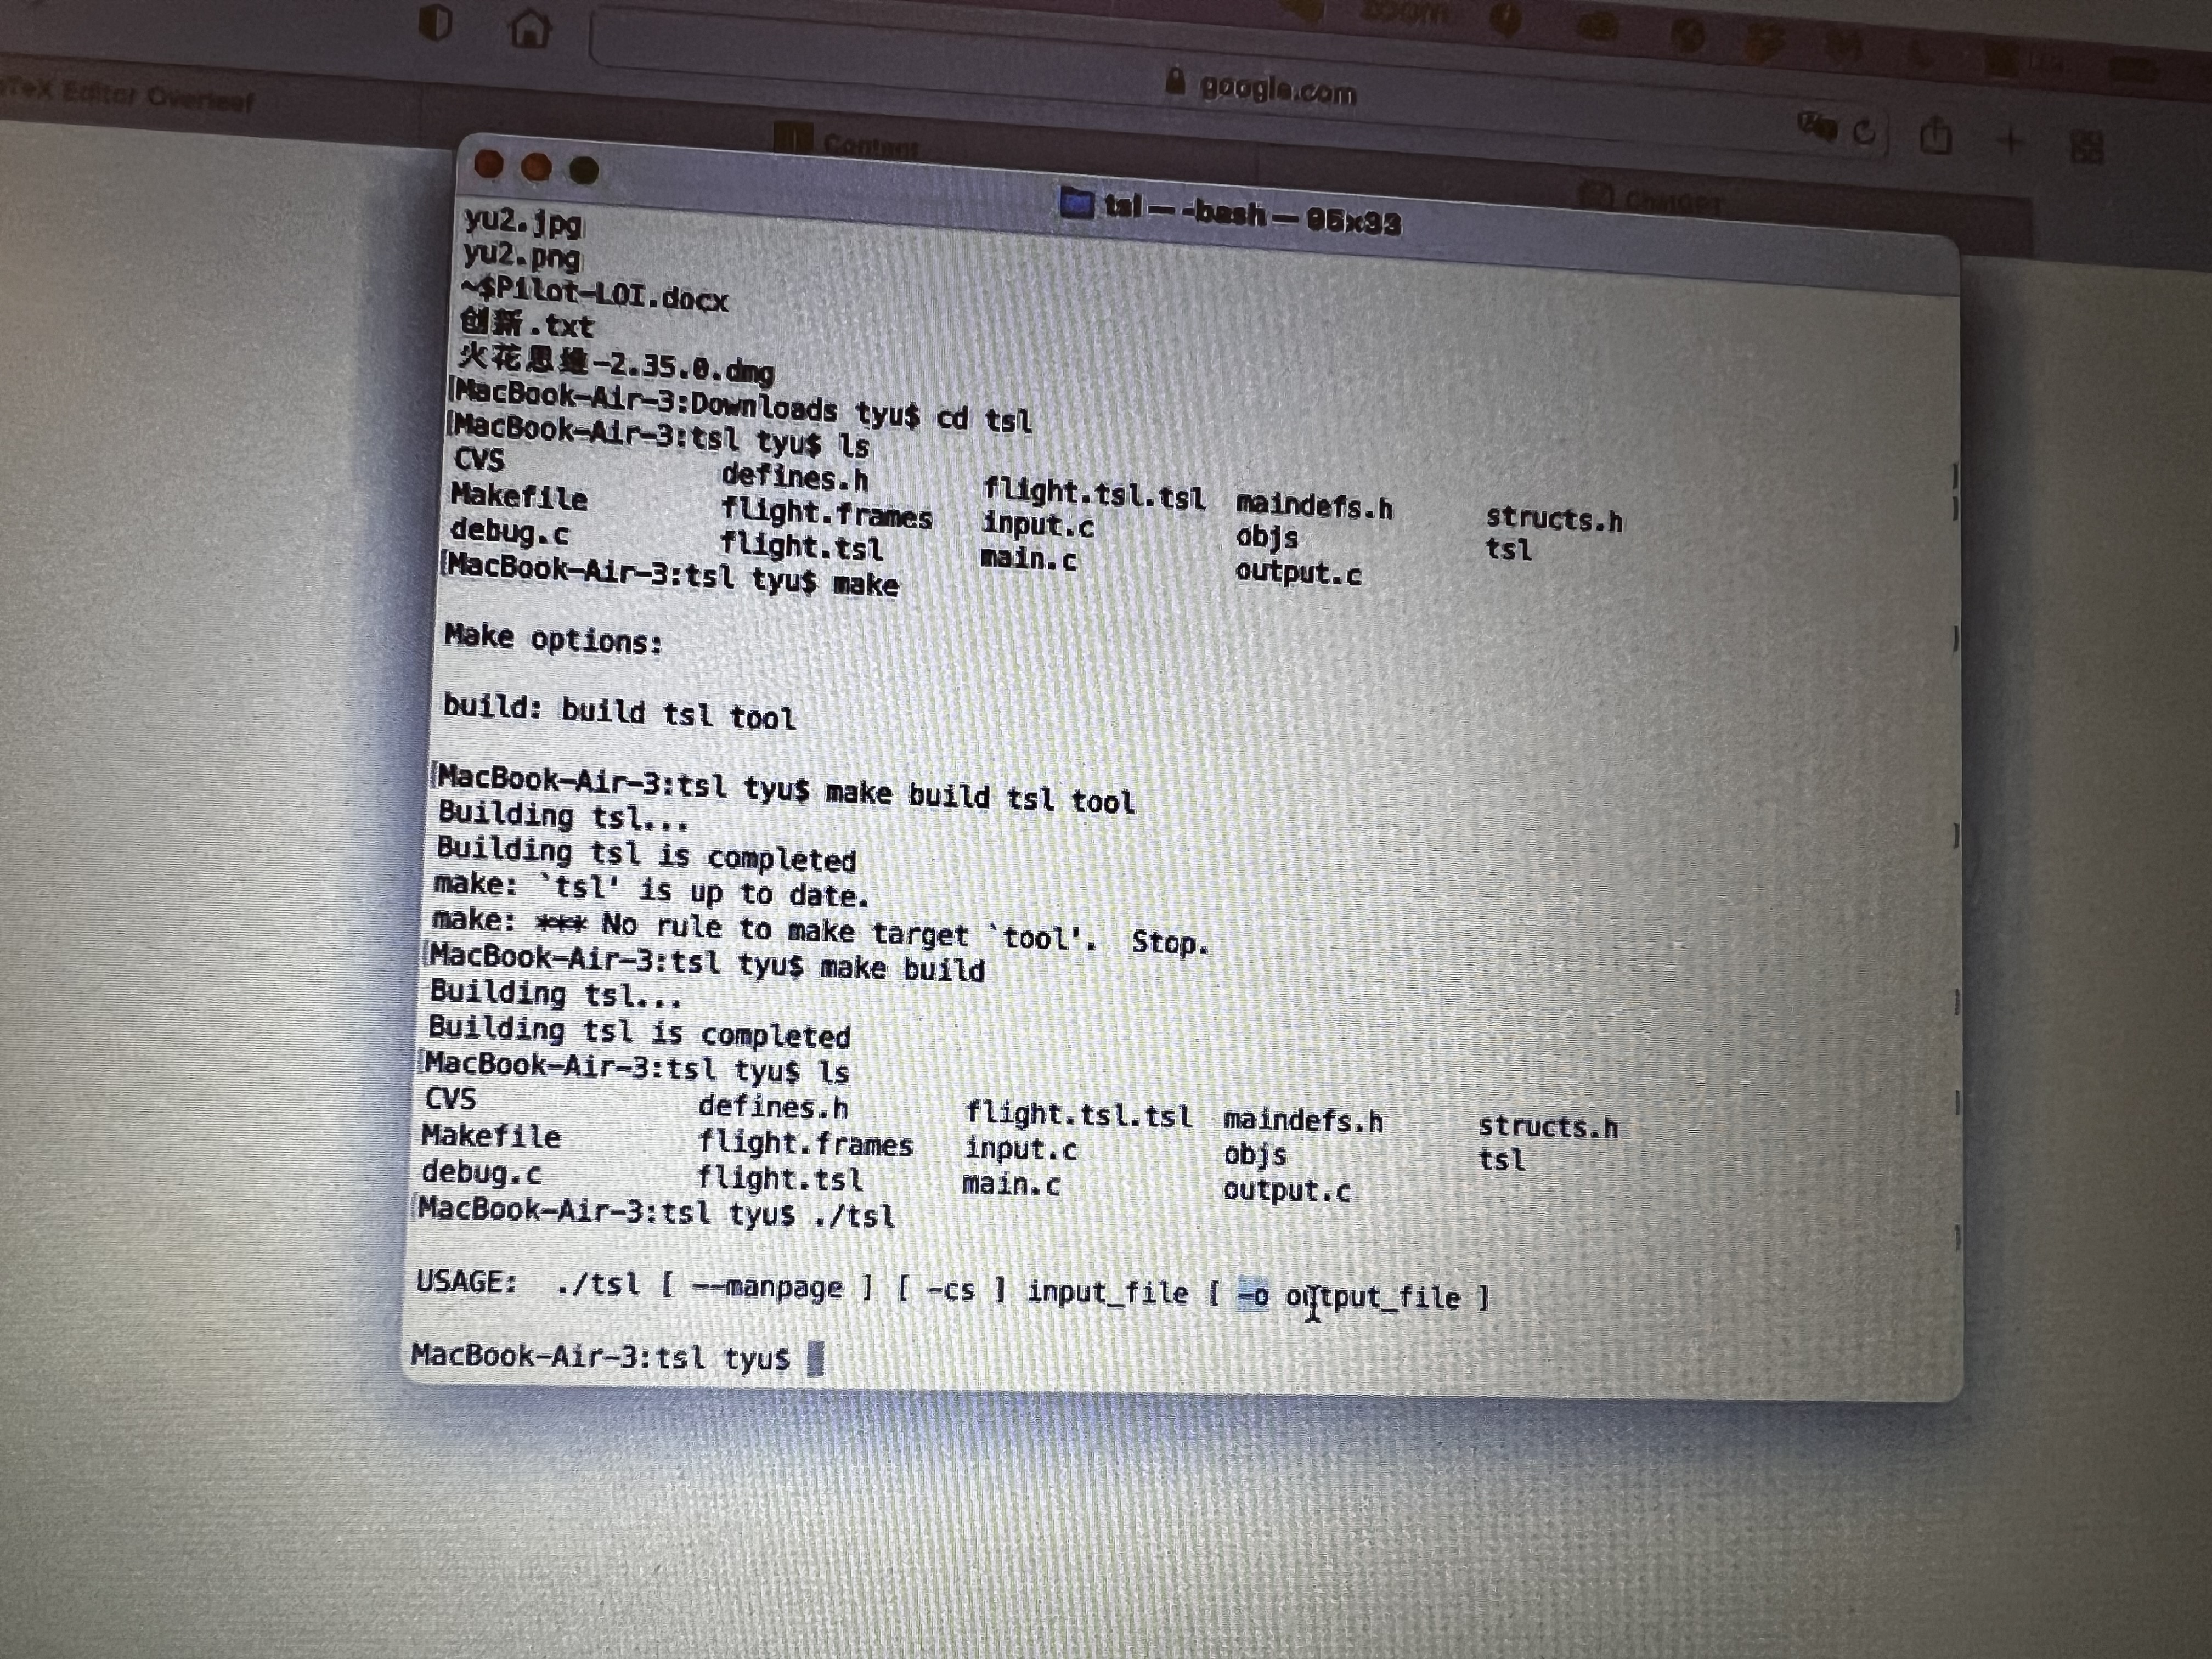 TeX Editor Overleaf
google.com
Content
ChatGPT
tsl — -bash — 95x33
yu2.jpg
yu2.png
~$Pilot-LOI.docx
创新.txt
火花思维-2.35.0.dmg
[MacBook-Air-3:Downloads tyu$ cd tsl
[MacBook-Air-3:tsl tyu$ ls
CVS defines.h flight.tsl.tsl maindefs.h structs.h
Makefile flight.frames input.c objs tsl
debug.c flight.tsl main.c output.c
[MacBook-Air-3:tsl tyu$ make
Make options:
build: build tsl tool
[MacBook-Air-3:tsl tyu$ make build tsl tool
Building tsl...
Building tsl is completed
make: `tsl' is up to date.
make: *** No rule to make target `tool'.  Stop.
[MacBook-Air-3:tsl tyu$ make build
Building tsl...
Building tsl is completed
[MacBook-Air-3:tsl tyu$ ls
CVS defines.h flight.tsl.tsl maindefs.h structs.h
Makefile flight.frames input.c objs tsl
debug.c flight.tsl main.c output.c
[MacBook-Air-3:tsl tyu$ ./tsl
USAGE:  ./tsl [ --manpage ] [ -cs ] input_file [ -o output_file ]
MacBook-Air-3:tsl tyu$